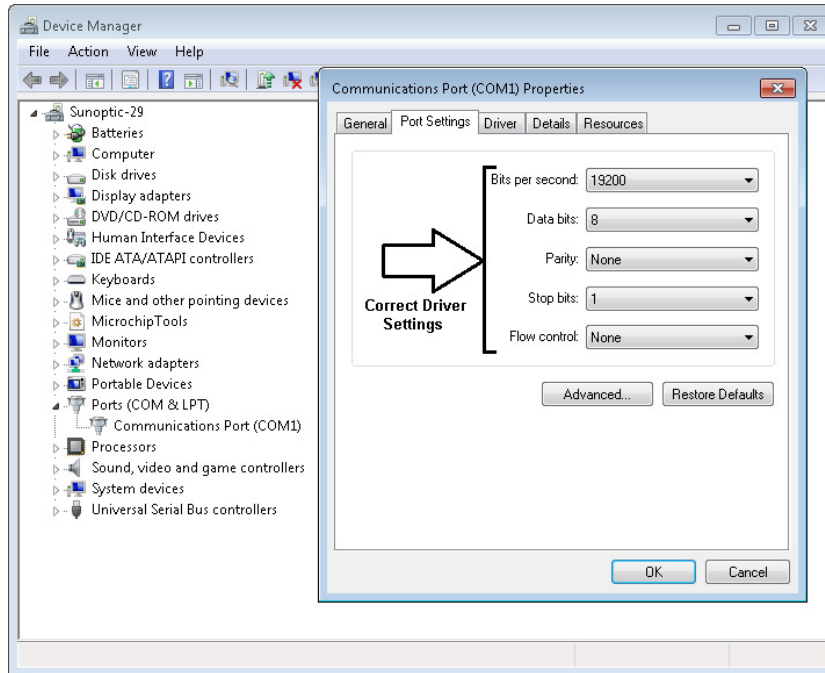 Device Manager
File Action View Help
Sunoptic-29
Batteries
Computer
Disk drives
Display adapters
DVD/CD-ROM drives
Human Interface Devices
IDE ATA/ATAPI controllers
Keyboards
Mice and other pointing devices
MicrochipTools
Monitors
Network adapters
Portable Devices
Ports (COM & LPT)
Communications Port (COM1)
Processors
Sound, video and game controllers
System devices
Universal Serial Bus controllers
Communications Port (COM1) Properties
General Port Settings Driver Details Resources
Bits per second: 19200
Data bits: 8
Parity: None
Stop bits: 1
Flow control: None
Correct Driver
Settings
Advanced... Restore Defaults
OK Cancel